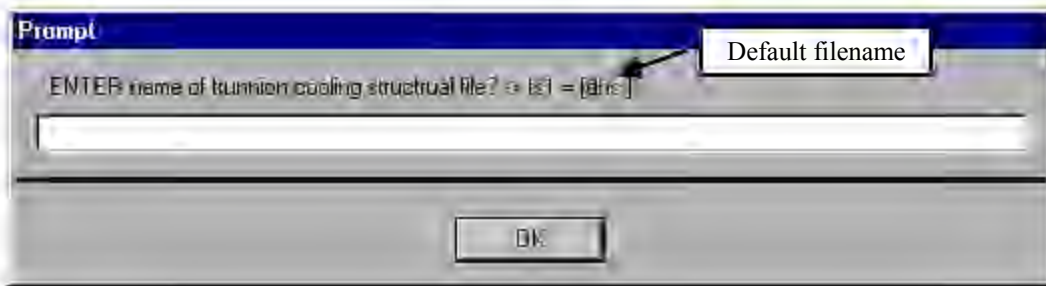 Prompt
Default filename
ENTER name of trunnion cooling structrual file?
OK